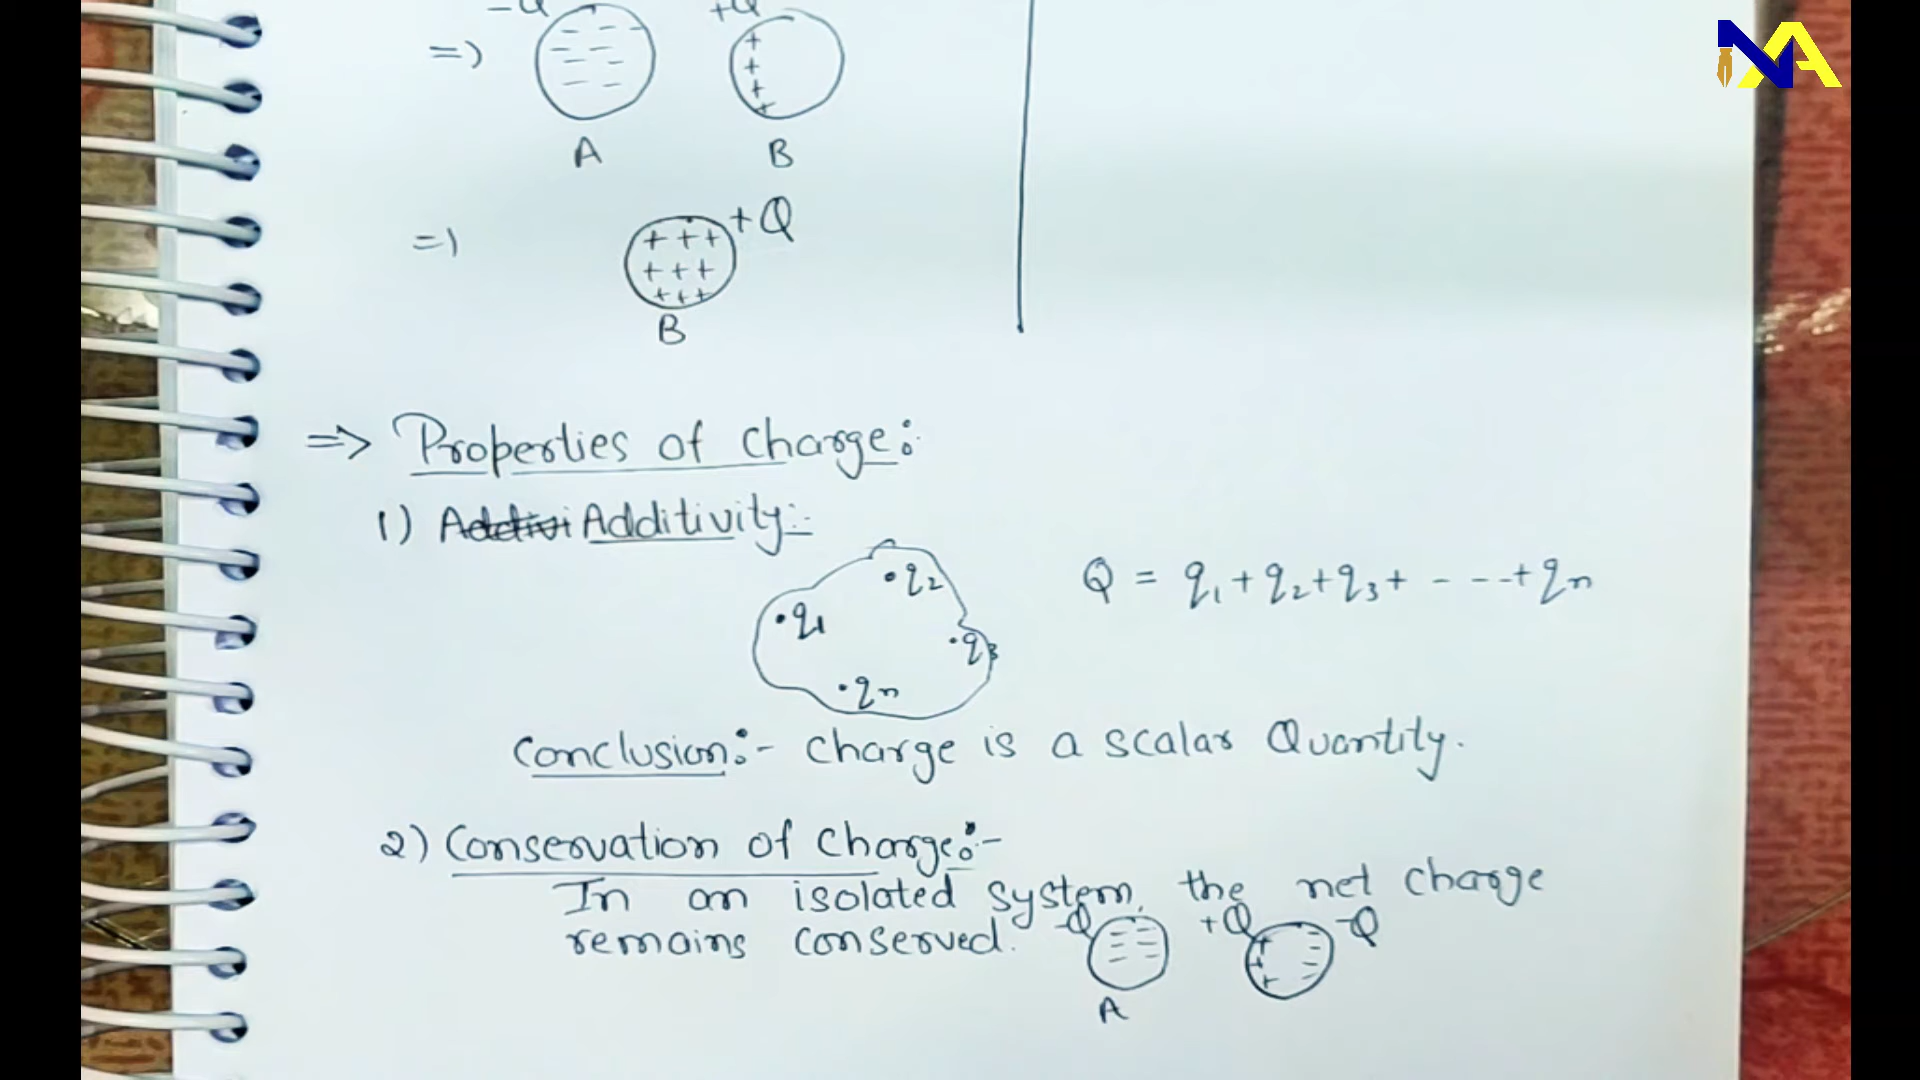 => -Q +Q
A B
=> +Q
B
=> Properties of charge:
1) Additivity:-
q1 q2 q3 qn
Q = q1+q2+q3+ - - --+qn
Conclusion:- charge is a scalar Quantity.
2) Conservation of Charge:-
In an isolated system, the net charge
remains conserved. -Q +Q -Q
A
NA